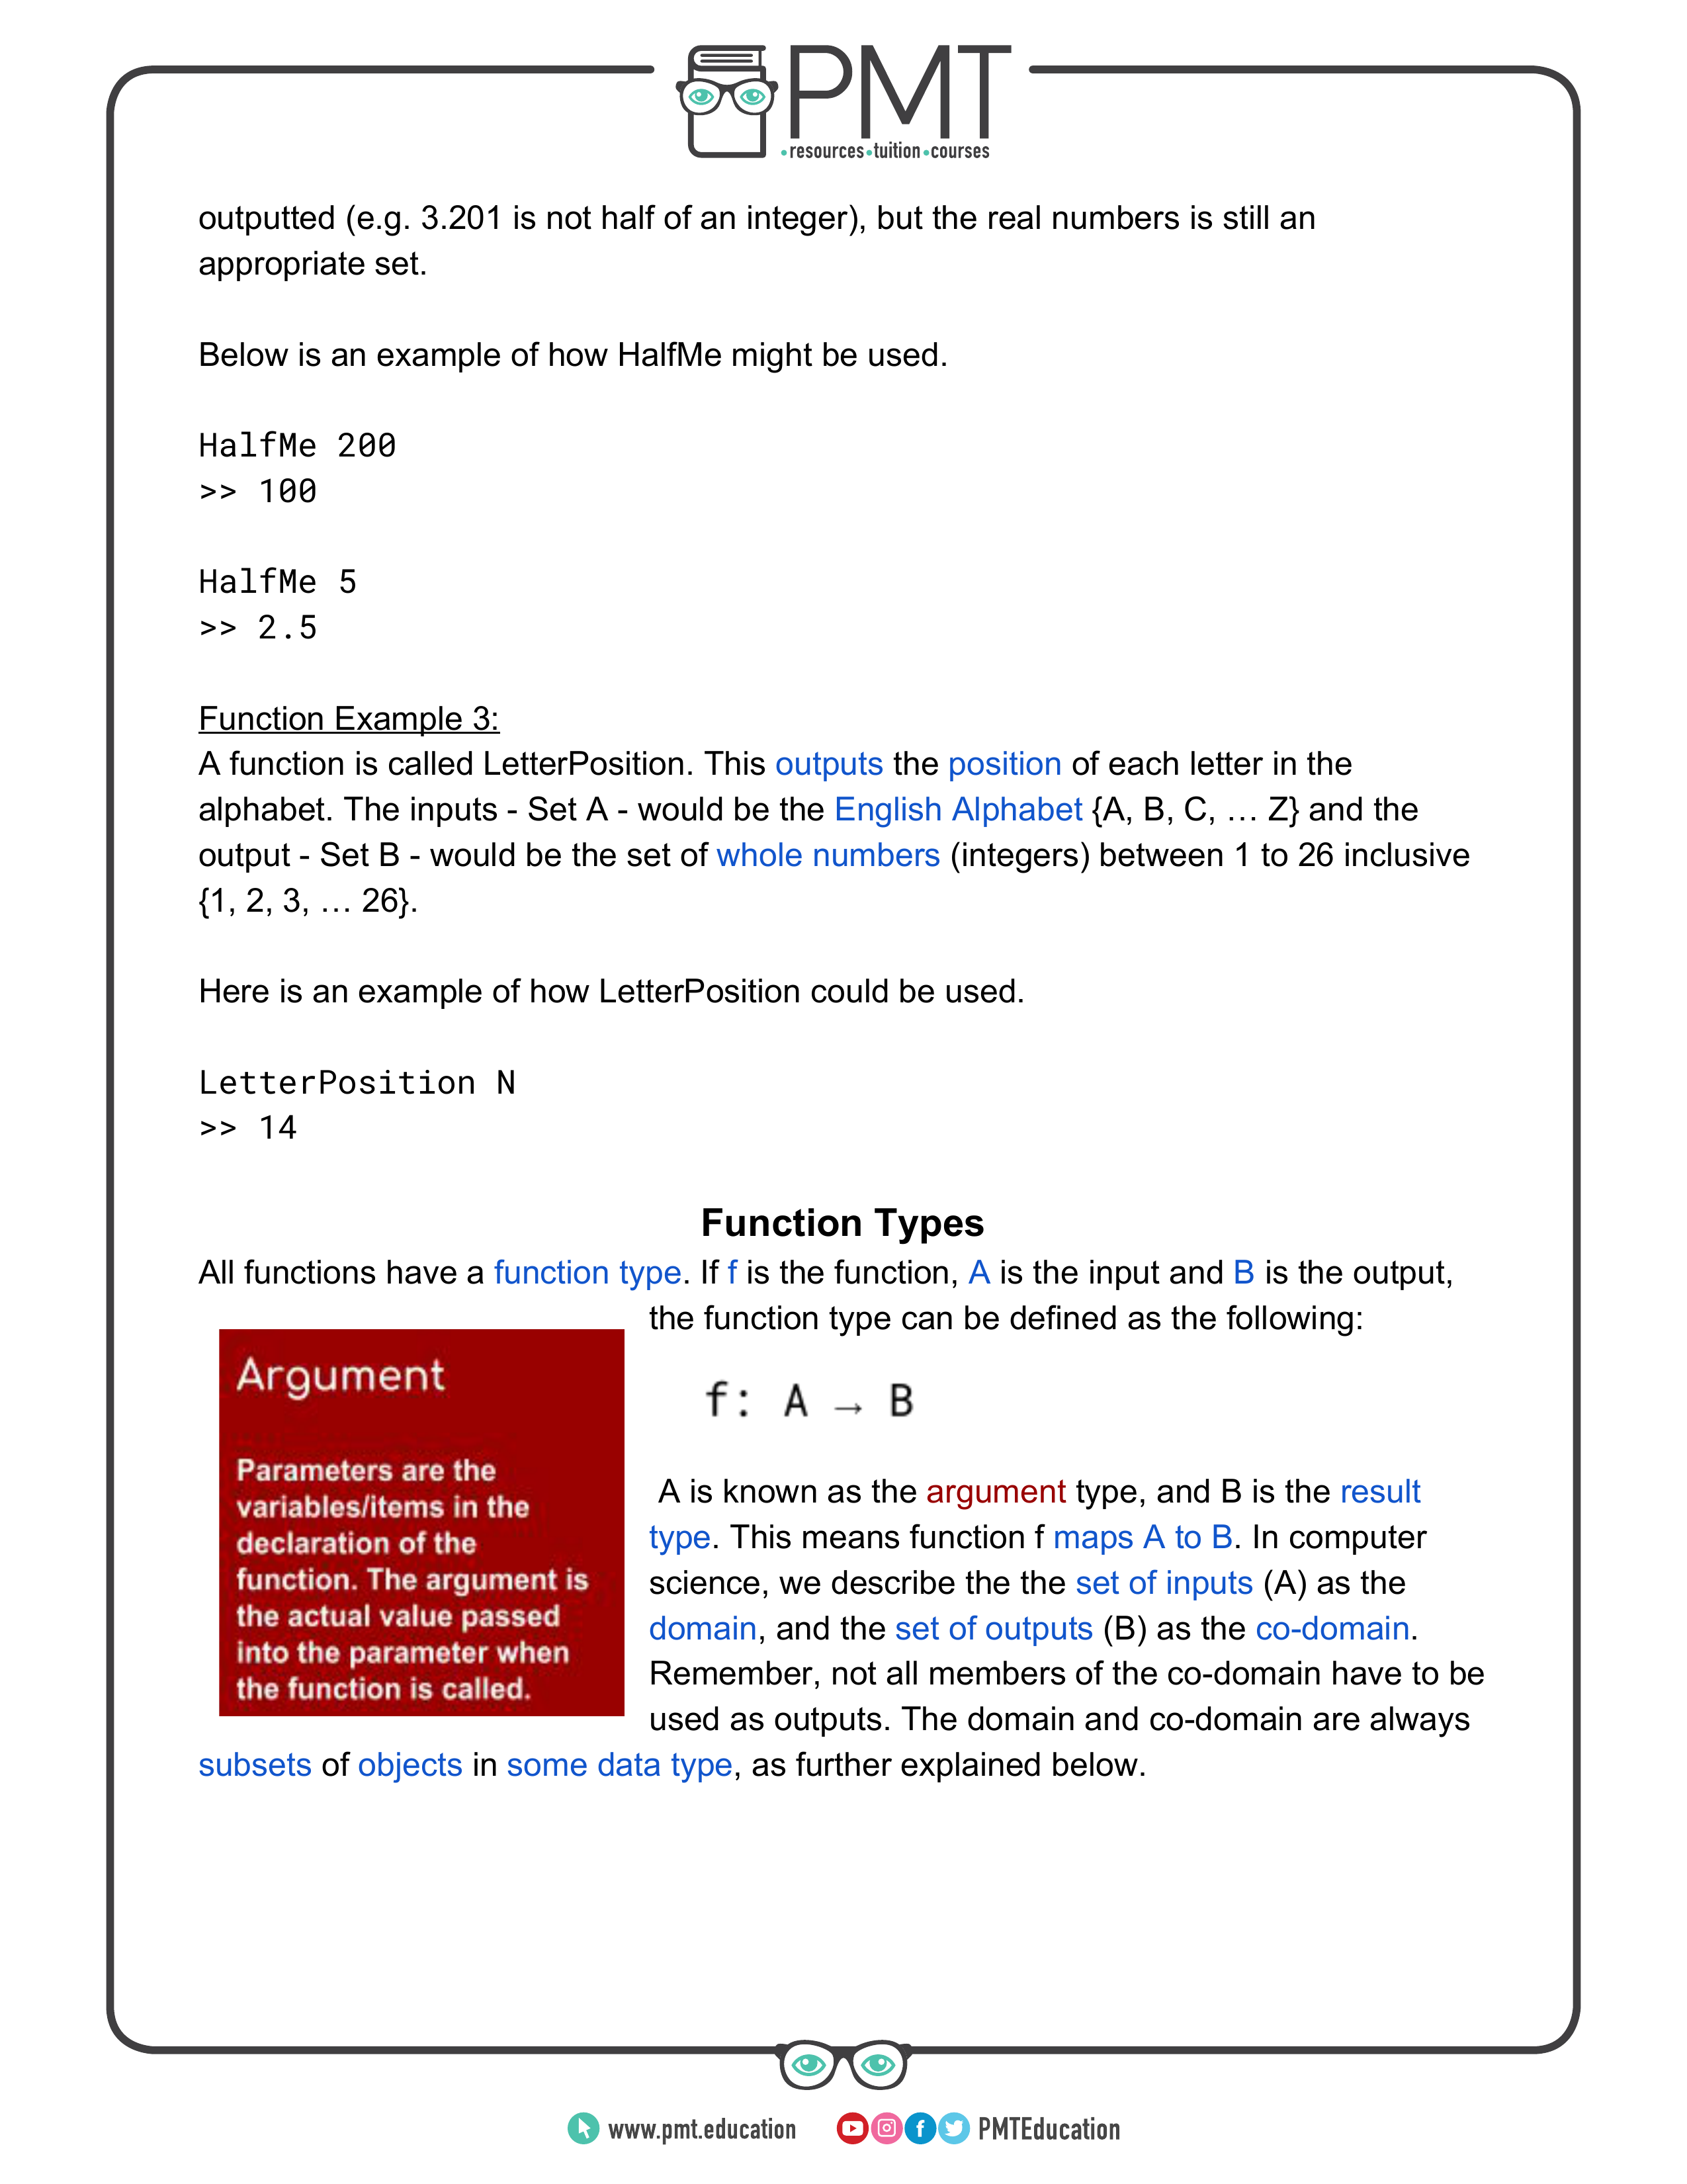 PMT
•resources•tuition•courses
outputted (e.g. 3.201 is not half of an integer), but the real numbers is still an
appropriate set.
Below is an example of how HalfMe might be used.
HalfMe 200
>> 100
HalfMe 5
>> 2.5
Function Example 3:
A function is called LetterPosition. This outputs the position of each letter in the
alphabet. The inputs - Set A - would be the English Alphabet {A, B, C, … Z} and the
output - Set B - would be the set of whole numbers (integers) between 1 to 26 inclusive
{1, 2, 3, … 26}.
Here is an example of how LetterPosition could be used.
LetterPosition N
>> 14
Function Types
All functions have a function type. If f is the function, A is the input and B is the output,
the function type can be defined as the following:
f: A → B
Argument
Parameters are the
variables/items in the
declaration of the
function. The argument is
the actual value passed
into the parameter when
the function is called.
A is known as the argument type, and B is the result
type. This means function f maps A to B. In computer
science, we describe the the set of inputs (A) as the
domain, and the set of outputs (B) as the co-domain.
Remember, not all members of the co-domain have to be
used as outputs. The domain and co-domain are always
subsets of objects in some data type, as further explained below.
www.pmt.education
PMTEducation